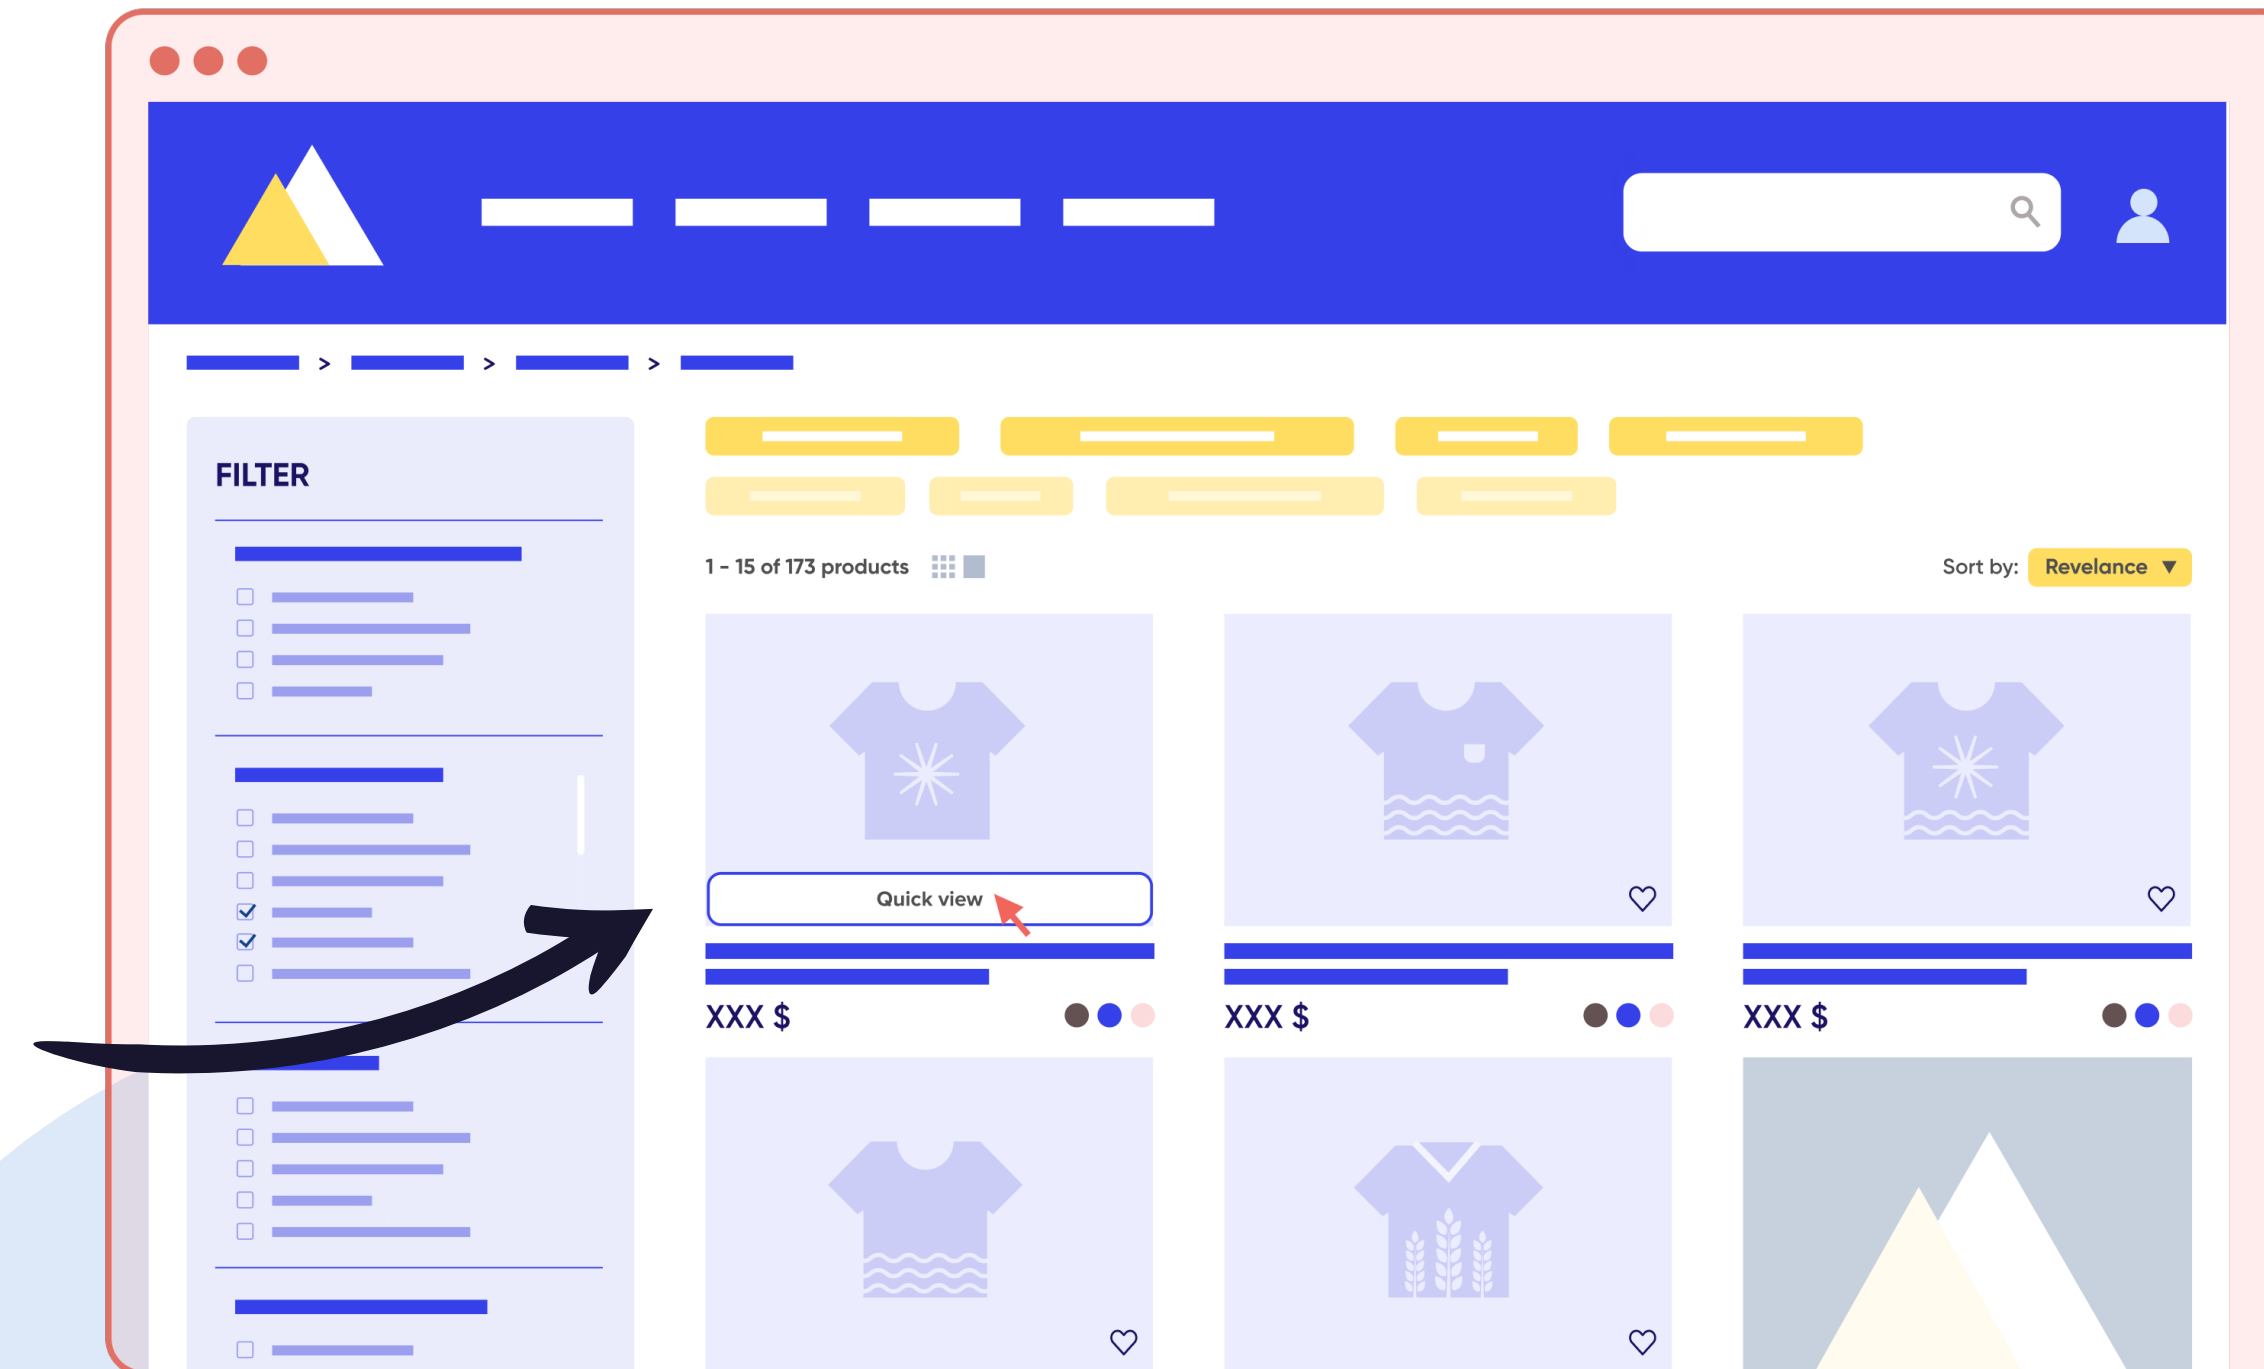 > > >
FILTER
1 - 15 of 173 products
Sort by: Revelance ▼
Quick view
XXX $ XXX $ XXX $